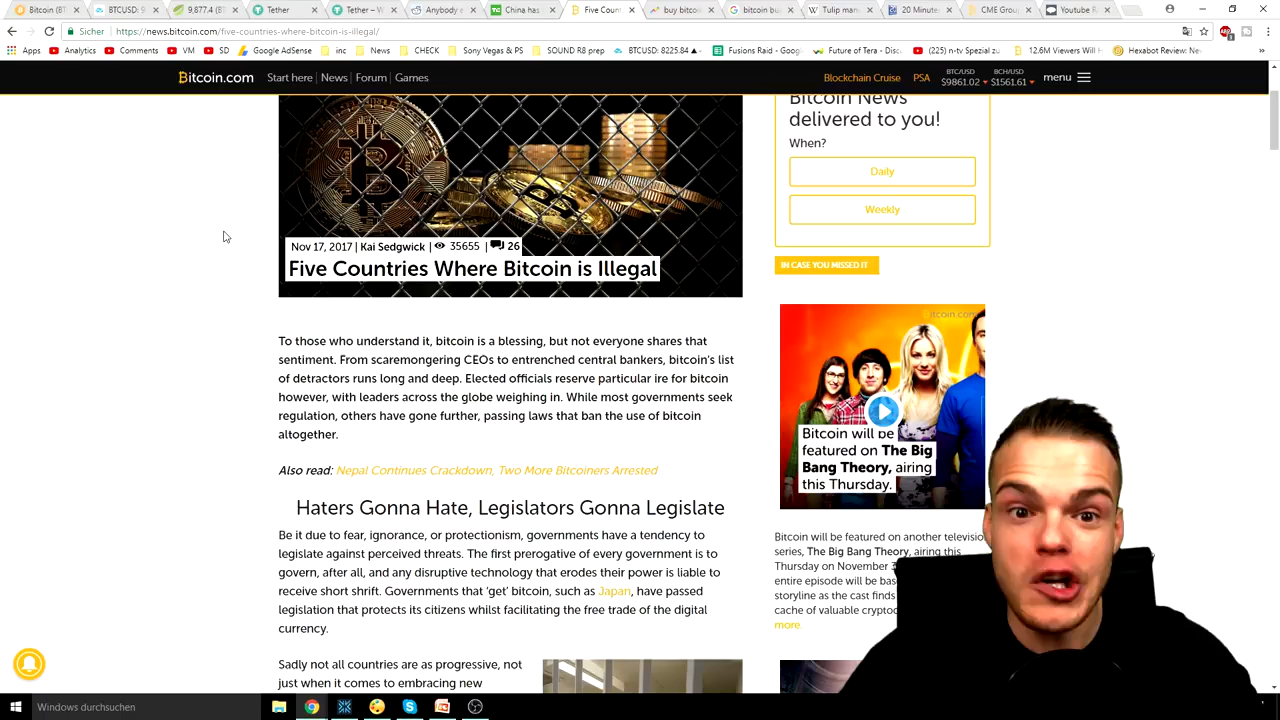 Bitcoin (BT
BTCUSD: 9
9,877.4 (B
Tether
Tether – W
Anybody e
China has
Five Count
buy bitcoin
google bitcoin bu
Tulip man
20 Minute
CME Grou
Youtube R
Sicher
https://news.bitcoin.com/five-countries-where-bitcoin-is-illegal/
Apps
Analytics
Comments
VM
SD
Google AdSense
inc
News
CHECK
Sony Vegas & PS
SOUND R8 prep
BTCUSD: 8225.84
Fusions Raid - Goog
Future of Tera - Disc
(225) n-tv Spezial zu
12.6M Viewers Will H
Hexabot Review: Ne
Bitcoin.com
Start here
News
Forum
Games
Blockchain Cruise
PSA
BTC/USD
$9861.02
BCH/USD
$1561.61
menu
Bitcoin News
delivered to you!
When?
Daily
Weekly
Nov 17, 2017 | Kai Sedgwick | 35655 | 26
Five Countries Where Bitcoin is Illegal
IN CASE YOU MISSED IT
To those who understand it, bitcoin is a blessing, but not everyone shares that
sentiment. From scaremongering CEOs to entrenched central bankers, bitcoin's list
of detractors runs long and deep. Elected officials reserve particular ire for bitcoin
however, with leaders across the globe weighing in. While most governments seek
regulation, others have gone further, passing laws that ban the use of bitcoin
altogether.
Also read: Nepal Continues Crackdown, Two More Bitcoiners Arrested
Haters Gonna Hate, Legislators Gonna Legislate
Be it due to fear, ignorance, or protectionism, governments have a tendency to
legislate against perceived threats. The first prerogative of every government is to
govern, after all, and any disruptive technology that erodes their power is liable to
receive short shrift. Governments that 'get' bitcoin, such as Japan, have passed
legislation that protects its citizens whilst facilitating the free trade of the digital
currency.
Sadly not all countries are as progressive, not
just when it comes to embracing new
itcoin.com
Bitcoin will be
featured on The Big
Bang Theory, airing
this Thursday.
Bitcoin will be featured on another televisio
series, The Big Bang Theory, airing this
Thursday on November 3
entire episode will be bas
storyline as the cast finds
cache of valuable cryptoc
more.
Windows durchsuchen